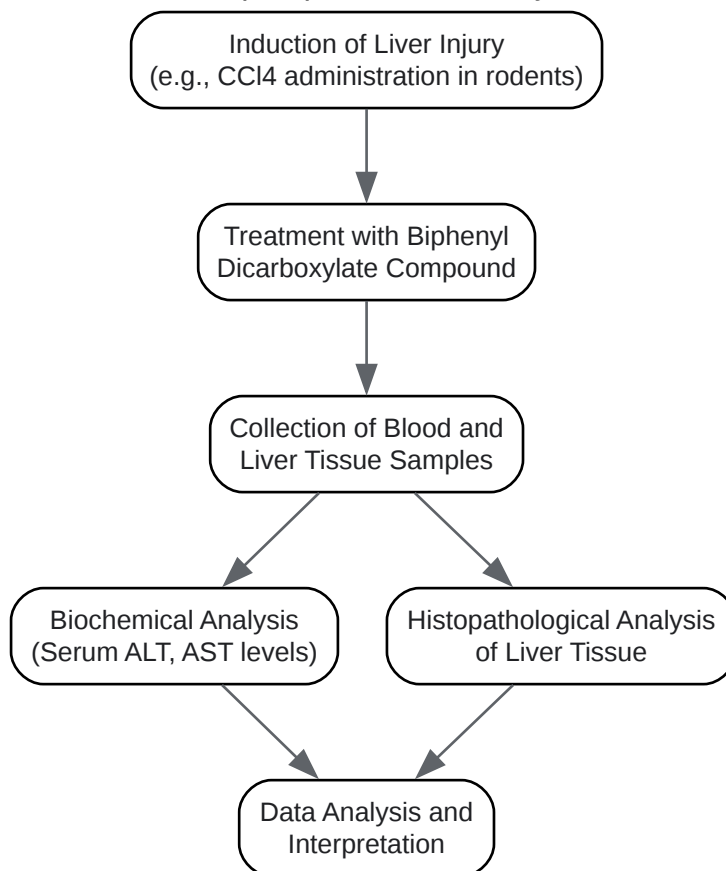 Induction of Liver Injury
(e.g., CCl4 administration in rodents)
Treatment with Biphenyl
Dicarboxylate Compound
Collection of Blood and
Liver Tissue Samples
Biochemical Analysis
(Serum ALT, AST levels)
Histopathological Analysis
of Liver Tissue
Data Analysis and
Interpretation